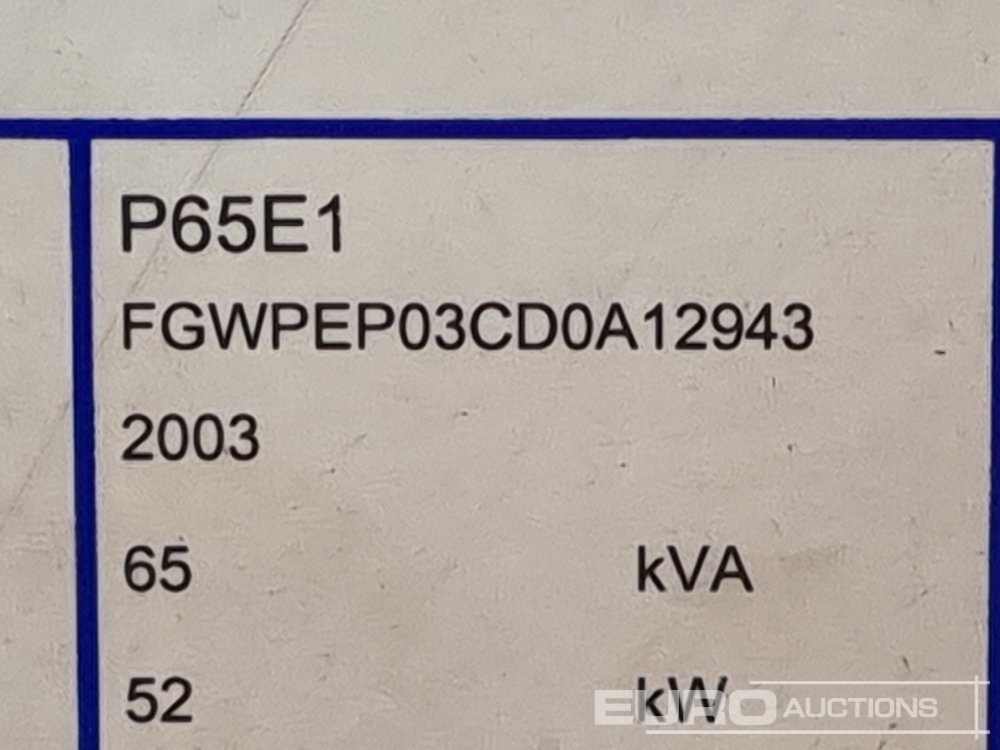 P65E1
FGWPEP03CD0A12943
2003
65 kVA
52 kW
EURO AUCTIONS